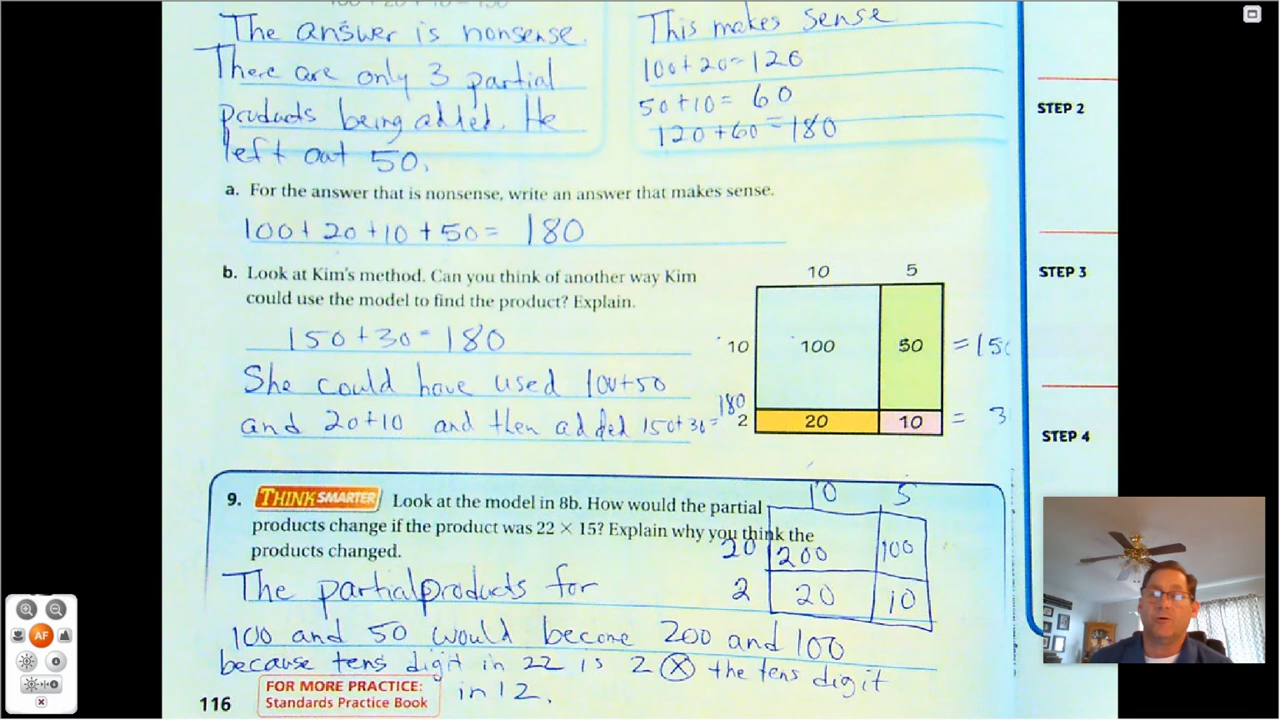 The answer is nonsense.
There are only 3 partial
products being added. He
left out 50.
This makes sense
100+20=120
50+10= 60
120+60=180
STEP 2
a. For the answer that is nonsense, write an answer that makes sense.
100+20+10+50= 180
b. Look at Kim's method. Can you think of another way Kim
could use the model to find the product? Explain.
150+30=180
She could have used 100+50
and 20+10 and then added 150+30=180
10 5
10 100 50 =150
2 20 10 = 3
STEP 3
STEP 4
9. THINK SMARTER Look at the model in 8b. How would the partial
products change if the product was 22 × 15? Explain why you think the
products changed.
10 5
20 200 100
2 20 10
The partial products for
100 and 50 would become 200 and 100
because tens digit in 22 is 2 ⓧ the tens digit
in 12.
116 FOR MORE PRACTICE:
Standards Practice Book
AF